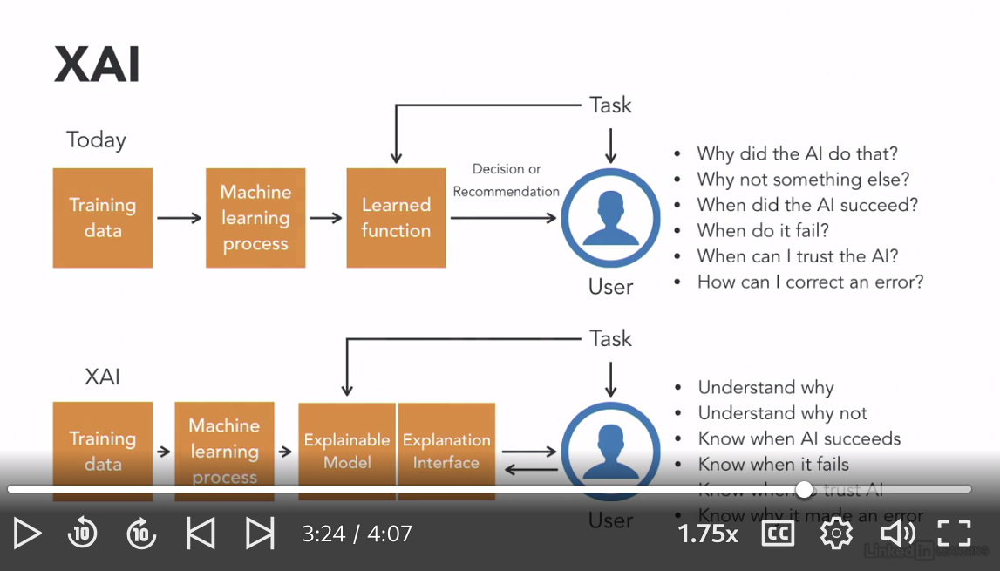 XAI
Today
Task
Training
data
Machine
learning
process
Learned
function
Decision or
Recommendation
User
• Why did the AI do that?
• Why not something else?
• When did the AI succeed?
• When do it fail?
• When can I trust the AI?
• How can I correct an error?
XAI
Task
Training
data
Machine
learning
process
Explainable
Model
Explanation
Interface
User
• Understand why
• Understand why not
• Know when AI succeeds
• Know when it fails
• Know when to trust AI
• Know why it made an error
10
10
3:24 / 4:07
1.75x
CC
Linked in LEARNING